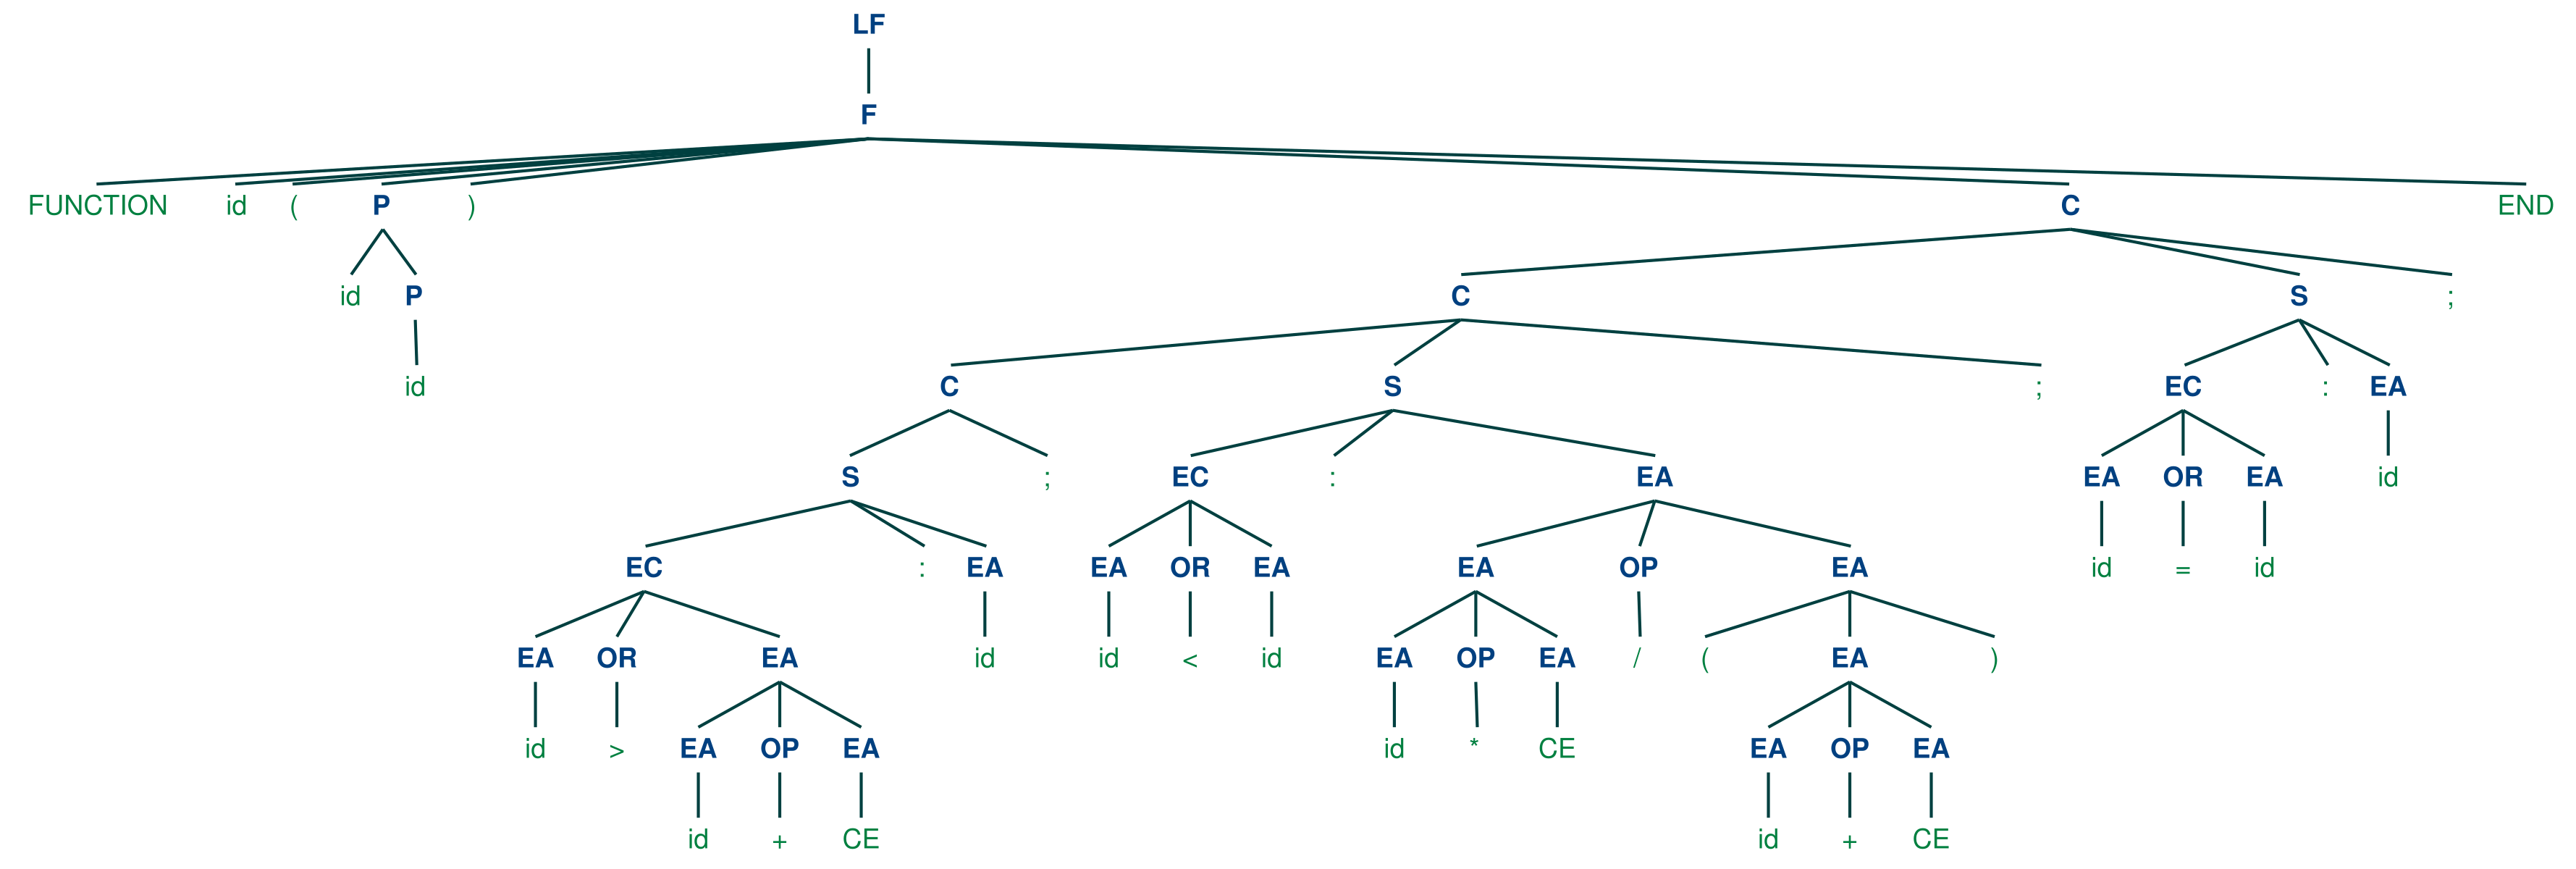 LF
F
FUNCTION id ( P ) C END
id P C S ;
id C S ; EC : EA
S ; EC : EA EA OR EA id
EC : EA EA OR EA EA OP EA id = id
EA OR EA id id < id EA OP EA / ( EA )
id > EA OP EA id * CE EA OP EA
id + CE id + CE